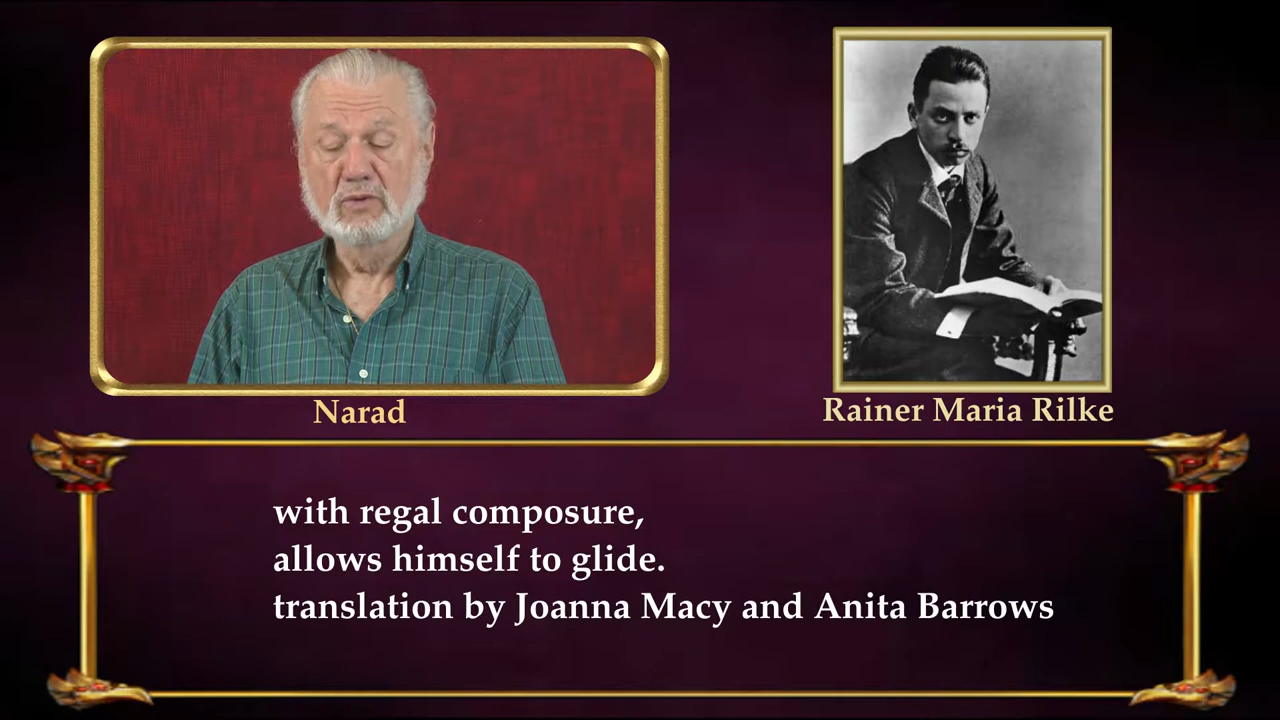 Narad
Rainer Maria Rilke
with regal composure,
allows himself to glide.
translation by Joanna Macy and Anita Barrows